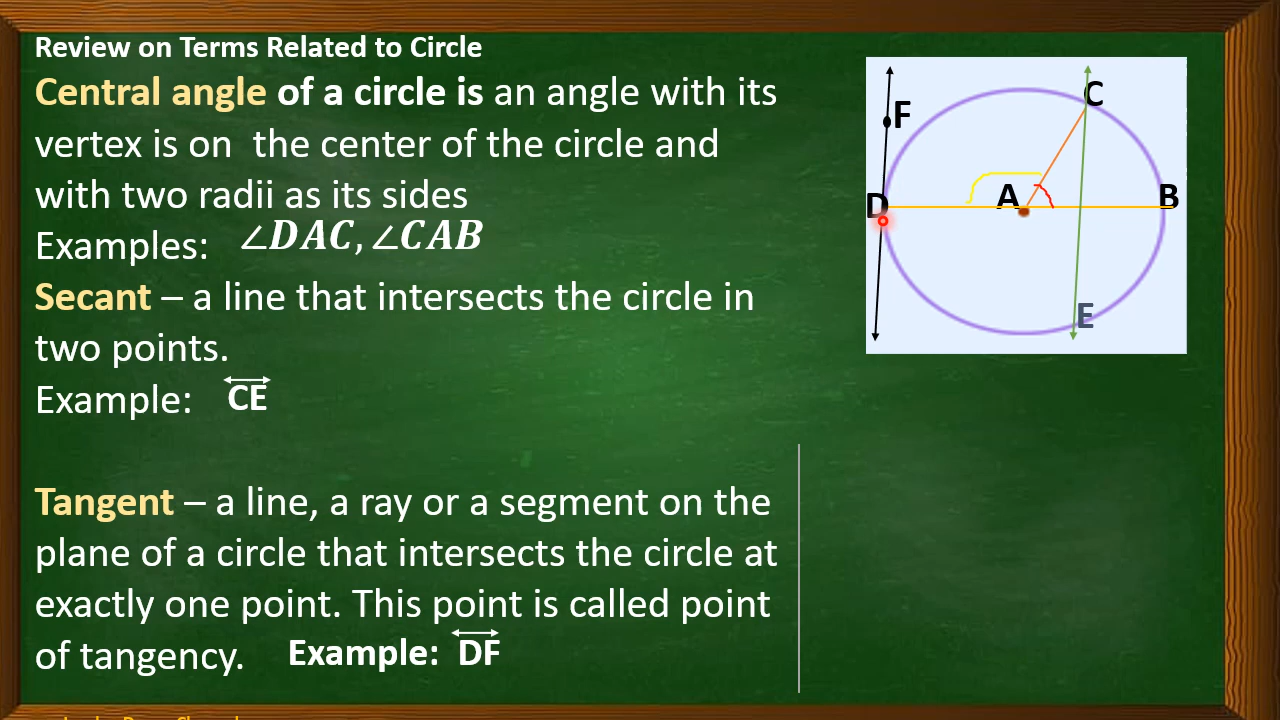 Review on Terms Related to Circle
Central angle of a circle is an angle with its
vertex is on the center of the circle and
with two radii as its sides
Examples: ∠DAC, ∠CAB
Secant – a line that intersects the circle in
two points.
Example: CE
Tangent – a line, a ray or a segment on the
plane of a circle that intersects the circle at
exactly one point. This point is called point
of tangency. Example: DF
C
F
A
B
D
E